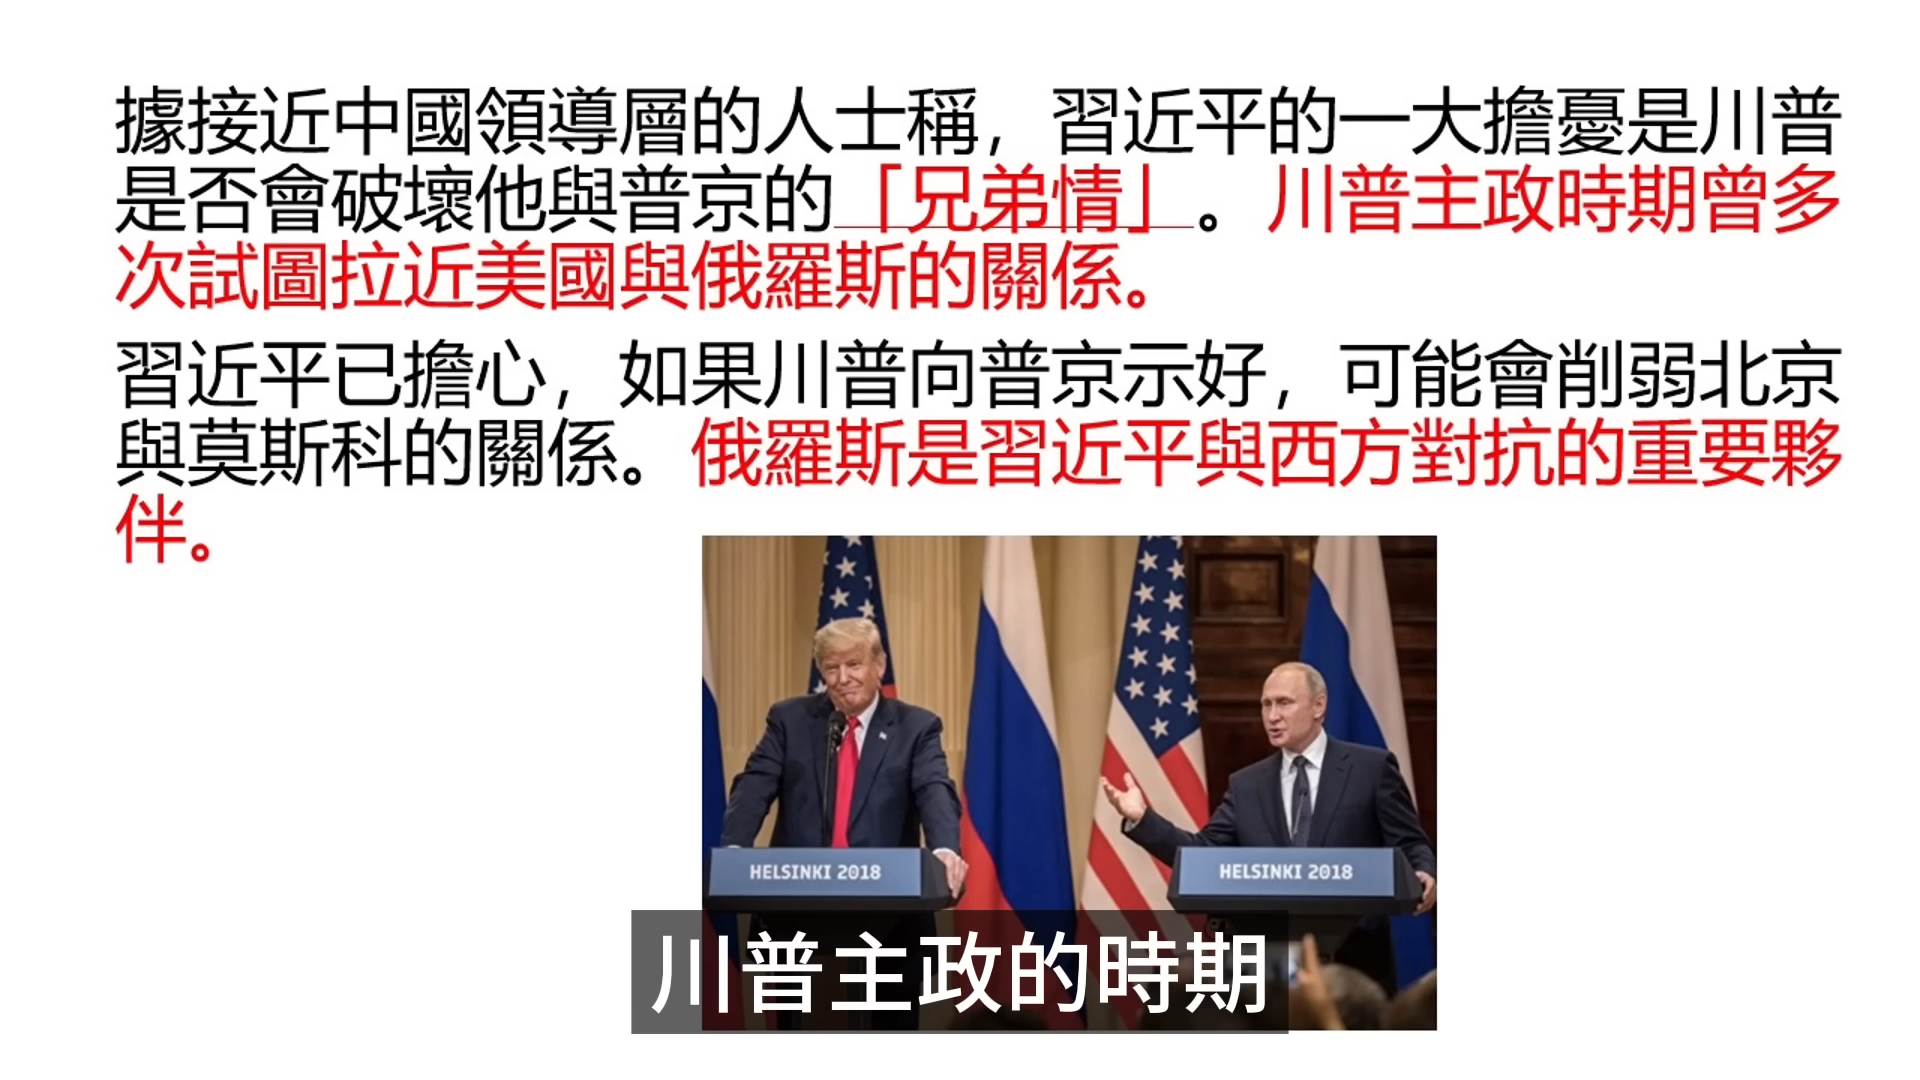 據接近中國領導層的人士稱，習近平的一大擔憂是川普
是否會破壞他與普京的「兄弟情」。川普主政時期曾多
次試圖拉近美國與俄羅斯的關係。
習近平已擔心，如果川普向普京示好，可能會削弱北京
與莫斯科的關係。俄羅斯是習近平與西方對抗的重要夥
伴。
HELSINKI 2018
HELSINKI 2018
川普主政的時期